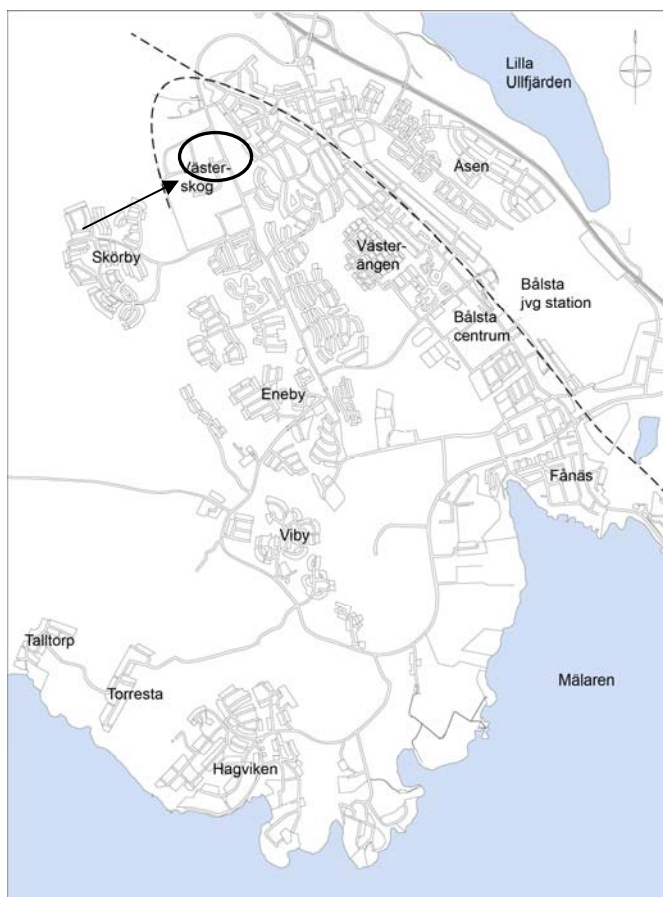 Lilla
Ullfjärden
Åsen
Väster-
skog
Väster-
ängen
Skörby
Bålsta
jvg station
Bålsta
centrum
Eneby
Fånäs
Viby
Talltorp
Torresta
Mälaren
Hagviken